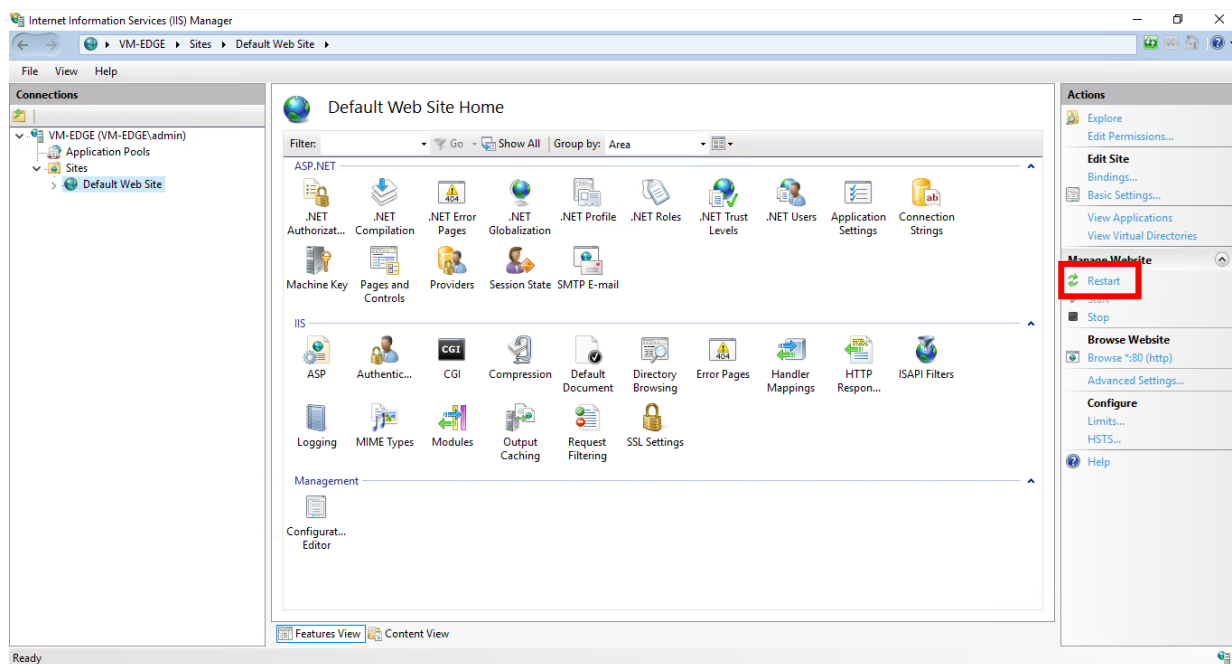 Internet Information Services (IIS) Manager
VM-EDGE Sites Default Web Site
File View Help
Connections
VM-EDGE (VM-EDGE\admin)
Application Pools
Sites
Default Web Site
Default Web Site Home
Filter: Go Show All Group by: Area
ASP.NET
.NET Authorizat...
.NET Compilation
.NET Error Pages
.NET Globalization
.NET Profile
.NET Roles
.NET Trust Levels
.NET Users
Application Settings
Connection Strings
Machine Key
Pages and Controls
Providers
Session State
SMTP E-mail
IIS
ASP
Authentic...
CGI
Compression
Default Document
Directory Browsing
Error Pages
Handler Mappings
HTTP Respon...
ISAPI Filters
Logging
MIME Types
Modules
Output Caching
Request Filtering
SSL Settings
Management
Configurat... Editor
Features View
Content View
Actions
Explore
Edit Permissions...
Edit Site
Bindings...
Basic Settings...
View Applications
View Virtual Directories
Manage Website
Restart
Start
Stop
Browse Website
Browse *:80 (http)
Advanced Settings...
Configure
Limits...
HSTS...
Help
Ready